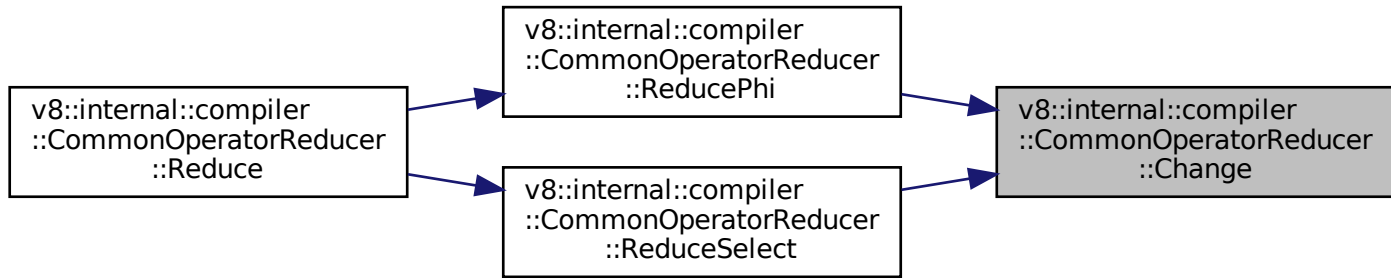 v8::internal::compiler
::CommonOperatorReducer
::Reduce
v8::internal::compiler
::CommonOperatorReducer
::ReducePhi
v8::internal::compiler
::CommonOperatorReducer
::ReduceSelect
v8::internal::compiler
::CommonOperatorReducer
::Change